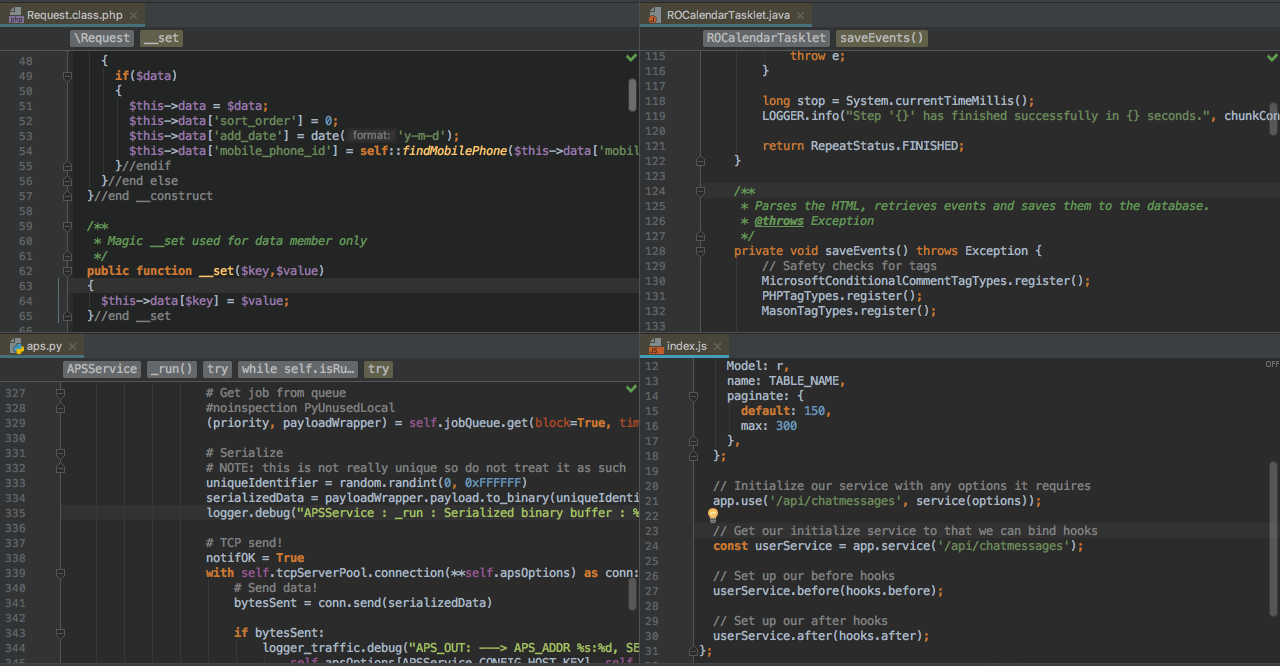 Request.class.php
\Request __set
48 {
49 if($data)
50 {
51 $this->data = $data;
52 $this->data['sort_order'] = 0;
53 $this->data['add_date'] = date( format: 'y-m-d');
54 $this->data['mobile_phone_id'] = self::findMobilePhone($this->data['mobil
55 }//endif
56 }//end else
57 }//end __construct
58
59 /**
60 * Magic __set used for data member only
61 */
62 public function __set($key,$value)
63 {
64 $this->data[$key] = $value;
65 }//end __set
66
ROCalendarTasklet.java
ROCalendarTasklet saveEvents()
115 throw e;
116 }
117
118 long stop = System.currentTimeMillis();
119 LOGGER.info("Step '{}' has finished successfully in {} seconds.", chunkCon
120
121 return RepeatStatus.FINISHED;
122 }
123
124 /**
125 * Parses the HTML, retrieves events and saves them to the database.
126 * @throws Exception
127 */
128 private void saveEvents() throws Exception {
129 // Safety checks for tags
130 MicrosoftConditionalCommentTagTypes.register();
131 PHPTagTypes.register();
132 MasonTagTypes.register();
133
aps.py
APSService _run() try while self.isRu... try
327 # Get job from queue
328 #noinspection PyUnusedLocal
329 (priority, payloadWrapper) = self.jobQueue.get(block=True, tim
330
331 # Serialize
332 # NOTE: this is not really unique so do not treat it as such
333 uniqueIdentifier = random.randint(0, 0xFFFFFF)
334 serializedData = payloadWrapper.payload.to_binary(uniqueIdenti
335 logger.debug("APSService : _run : Serialized binary buffer : %
336
337 # TCP send!
338 notifOK = True
339 with self.tcpServerPool.connection(**self.apsOptions) as conn:
340 # Send data!
341 bytesSent = conn.send(serializedData)
342
343 if bytesSent:
344 logger_traffic.debug("APS_OUT: ---> APS_ADDR %s:%d, SE
345 self.apsOptions[APSService.CONFIG_HOST_KEY], self
index.js
OFF
12 Model: r,
13 name: TABLE_NAME,
14 paginate: {
15 default: 150,
16 max: 300
17 },
18 };
19
20 // Initialize our service with any options it requires
21 app.use('/api/chatmessages', service(options));
22
23 // Get our initialize service to that we can bind hooks
24 const userService = app.service('/api/chatmessages');
25
26 // Set up our before hooks
27 userService.before(hooks.before);
28
29 // Set up our after hooks
30 userService.after(hooks.after);
31 };